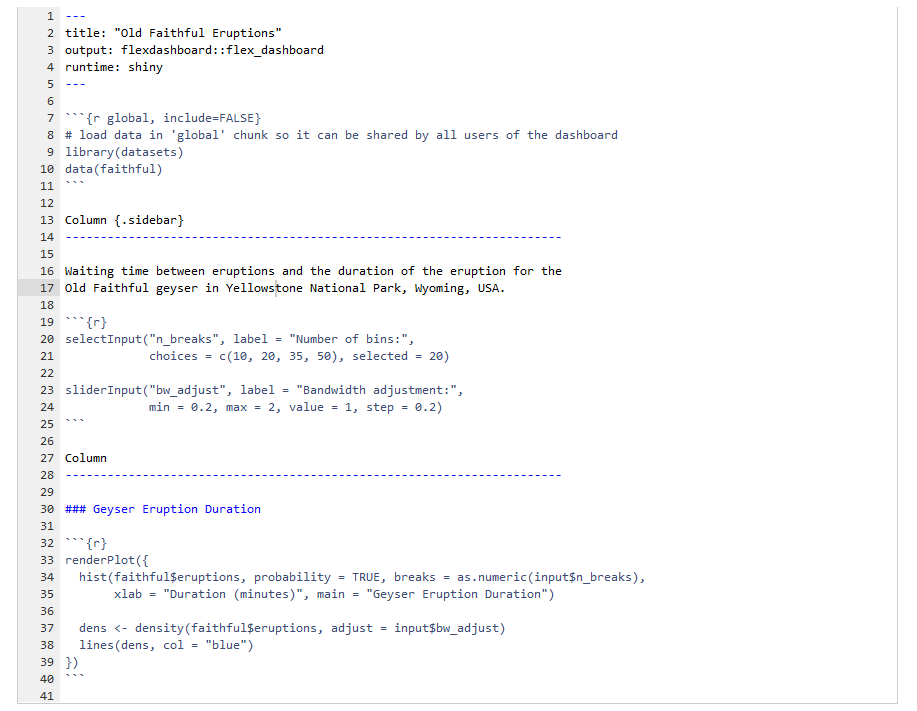 1 ---
2 title: "Old Faithful Eruptions"
3 output: flexdashboard::flex_dashboard
4 runtime: shiny
5 ---
6
7 ```{r global, include=FALSE}
8 # load data in 'global' chunk so it can be shared by all users of the dashboard
9 library(datasets)
10 data(faithful)
11 ```
12
13 Column {.sidebar}
14 -----------------------------------------------------------------------
15
16 Waiting time between eruptions and the duration of the eruption for the
17 Old Faithful geyser in Yellowstone National Park, Wyoming, USA.
18
19 ```{r}
20 selectInput("n_breaks", label = "Number of bins:",
21             choices = c(10, 20, 35, 50), selected = 20)
22
23 sliderInput("bw_adjust", label = "Bandwidth adjustment:",
24             min = 0.2, max = 2, value = 1, step = 0.2)
25 ```
26
27 Column
28 -----------------------------------------------------------------------
29
30 ### Geyser Eruption Duration
31
32 ```{r}
33 renderPlot({
34   hist(faithful$eruptions, probability = TRUE, breaks = as.numeric(input$n_breaks),
35        xlab = "Duration (minutes)", main = "Geyser Eruption Duration")
36
37   dens <- density(faithful$eruptions, adjust = input$bw_adjust)
38   lines(dens, col = "blue")
39 })
40 ```
41